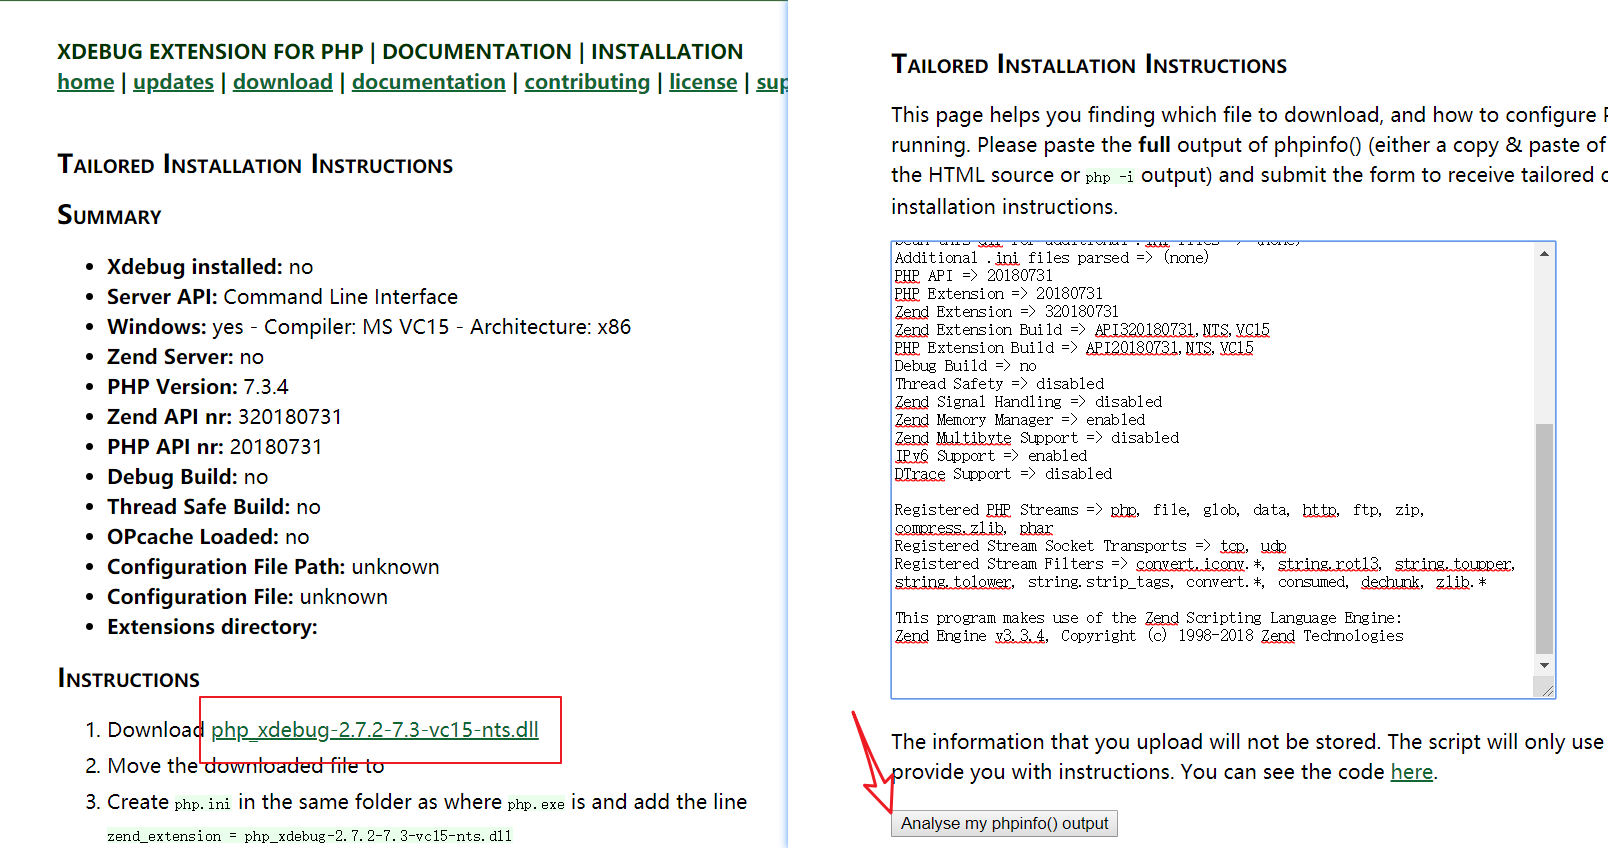 XDEBUG EXTENSION FOR PHP | DOCUMENTATION | INSTALLATION
home | updates | download | documentation | contributing | license | sup
TAILORED INSTALLATION INSTRUCTIONS
SUMMARY
• Xdebug installed: no
• Server API: Command Line Interface
• Windows: yes - Compiler: MS VC15 - Architecture: x86
• Zend Server: no
• PHP Version: 7.3.4
• Zend API nr: 320180731
• PHP API nr: 20180731
• Debug Build: no
• Thread Safe Build: no
• OPcache Loaded: no
• Configuration File Path: unknown
• Configuration File: unknown
• Extensions directory:
INSTRUCTIONS
1. Download php_xdebug-2.7.2-7.3-vc15-nts.dll
2. Move the downloaded file to
3. Create php.ini in the same folder as where php.exe is and add the line
zend_extension = php_xdebug-2.7.2-7.3-vc15-nts.dll
TAILORED INSTALLATION INSTRUCTIONS
This page helps you finding which file to download, and how to configure P
running. Please paste the full output of phpinfo() (either a copy & paste of
the HTML source or php -i output) and submit the form to receive tailored c
installation instructions.
Scan this dir for additional .ini files => (none)
Additional .ini files parsed => (none)
PHP API => 20180731
PHP Extension => 20180731
Zend Extension => 320180731
Zend Extension Build => API320180731,NTS,VC15
PHP Extension Build => API20180731,NTS,VC15
Debug Build => no
Thread Safety => disabled
Zend Signal Handling => disabled
Zend Memory Manager => enabled
Zend Multibyte Support => disabled
IPv6 Support => enabled
DTrace Support => disabled
Registered PHP Streams => php, file, glob, data, http, ftp, zip,
compress.zlib, phar
Registered Stream Socket Transports => tcp, udp
Registered Stream Filters => convert.iconv.*, string.rot13, string.toupper,
string.tolower, string.strip_tags, convert.*, consumed, dechunk, zlib.*
This program makes use of the Zend Scripting Language Engine:
Zend Engine v3.3.4, Copyright (c) 1998-2018 Zend Technologies
The information that you upload will not be stored. The script will only use
provide you with instructions. You can see the code here.
Analyse my phpinfo() output